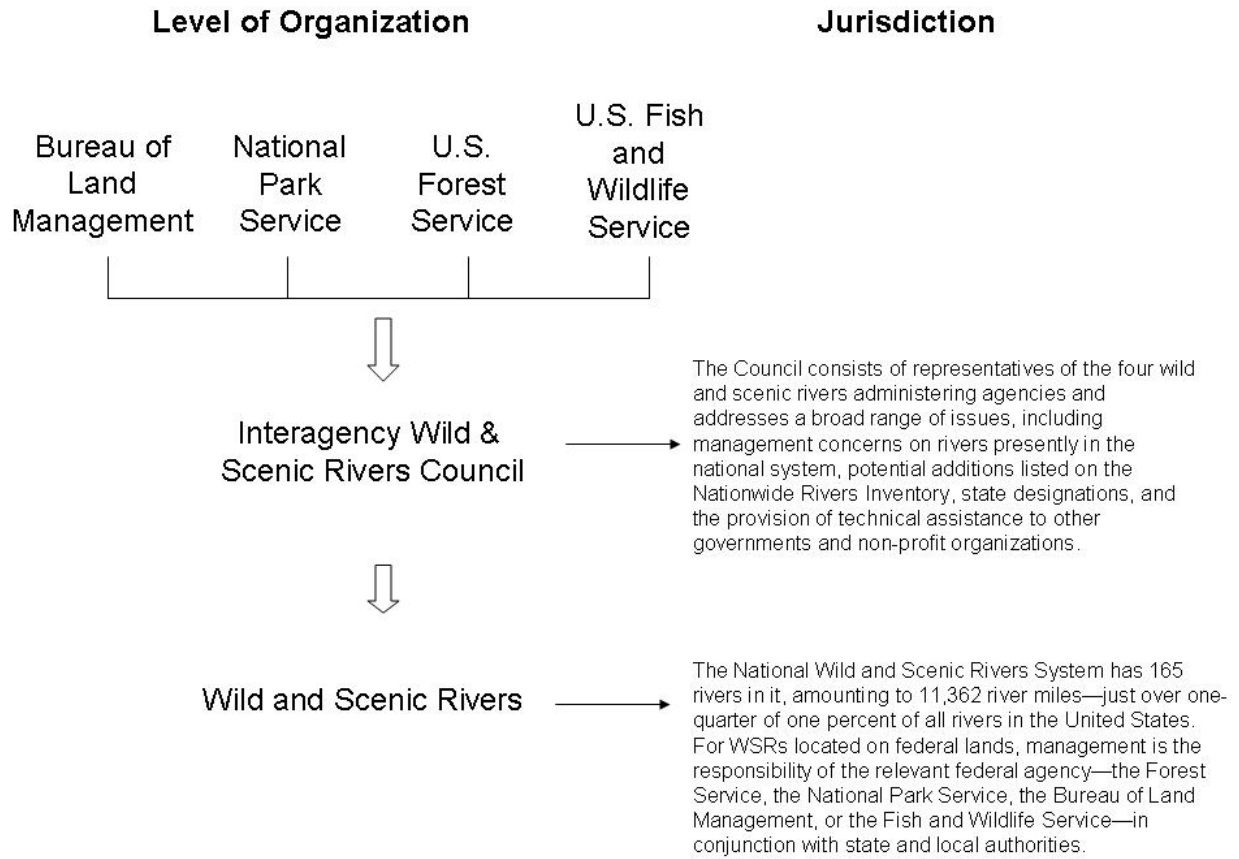 Level of Organization
Jurisdiction
Bureau of
Land
Management
National
Park
Service
U.S.
Forest
Service
U.S. Fish
and
Wildlife
Service
Interagency Wild &
Scenic Rivers Council
The Council consists of representatives of the four wild
and scenic rivers administering agencies and
addresses a broad range of issues, including
management concerns on rivers presently in the
national system, potential additions listed on the
Nationwide Rivers Inventory, state designations, and
the provision of technical assistance to other
governments and non-profit organizations.
Wild and Scenic Rivers
The National Wild and Scenic Rivers System has 165
rivers in it, amounting to 11,362 river miles—just over one-
quarter of one percent of all rivers in the United States.
For WSRs located on federal lands, management is the
responsibility of the relevant federal agency—the Forest
Service, the National Park Service, the Bureau of Land
Management, or the Fish and Wildlife Service—in
conjunction with state and local authorities.